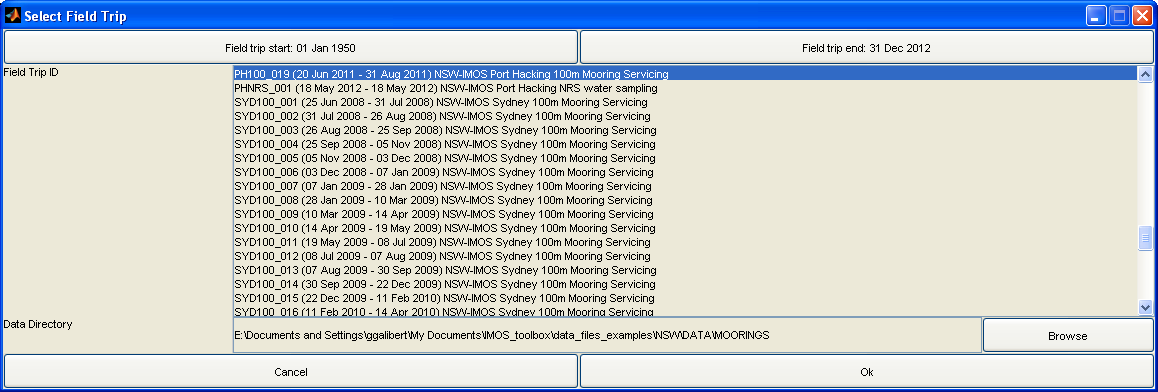 Select Field Trip
Field trip start: 01 Jan 1950
Field trip end: 31 Dec 2012
Field Trip ID
PH100_019 (20 Jun 2011 - 31 Aug 2011) NSW-IMOS Port Hacking 100m Mooring Servicing
PHNRS_001 (18 May 2012 - 18 May 2012) NSW-IMOS Port Hacking NRS water sampling
SYD100_001 (25 Jun 2008 - 31 Jul 2008) NSW-IMOS Sydney 100m Mooring Servicing
SYD100_002 (31 Jul 2008 - 26 Aug 2008) NSW-IMOS Sydney 100m Mooring Servicing
SYD100_003 (26 Aug 2008 - 25 Sep 2008) NSW-IMOS Sydney 100m Mooring Servicing
SYD100_004 (25 Sep 2008 - 05 Nov 2008) NSW-IMOS Sydney 100m Mooring Servicing
SYD100_005 (05 Nov 2008 - 03 Dec 2008) NSW-IMOS Sydney 100m Mooring Servicing
SYD100_006 (03 Dec 2008 - 07 Jan 2009) NSW-IMOS Sydney 100m Mooring Servicing
SYD100_007 (07 Jan 2009 - 28 Jan 2009) NSW-IMOS Sydney 100m Mooring Servicing
SYD100_008 (28 Jan 2009 - 10 Mar 2009) NSW-IMOS Sydney 100m Mooring Servicing
SYD100_009 (10 Mar 2009 - 14 Apr 2009) NSW-IMOS Sydney 100m Mooring Servicing
SYD100_010 (14 Apr 2009 - 19 May 2009) NSW-IMOS Sydney 100m Mooring Servicing
SYD100_011 (19 May 2009 - 08 Jul 2009) NSW-IMOS Sydney 100m Mooring Servicing
SYD100_012 (08 Jul 2009 - 07 Aug 2009) NSW-IMOS Sydney 100m Mooring Servicing
SYD100_013 (07 Aug 2009 - 30 Sep 2009) NSW-IMOS Sydney 100m Mooring Servicing
SYD100_014 (30 Sep 2009 - 22 Dec 2009) NSW-IMOS Sydney 100m Mooring Servicing
SYD100_015 (22 Dec 2009 - 11 Feb 2010) NSW-IMOS Sydney 100m Mooring Servicing
SYD100_016 (11 Feb 2010 - 14 Apr 2010) NSW-IMOS Sydney 100m Mooring Servicing
Data Directory
E:\Documents and Settings\ggalibert\My Documents\IMOS_toolbox\data_files_examples\NSW\DATA\MOORINGS
Browse
Cancel
Ok